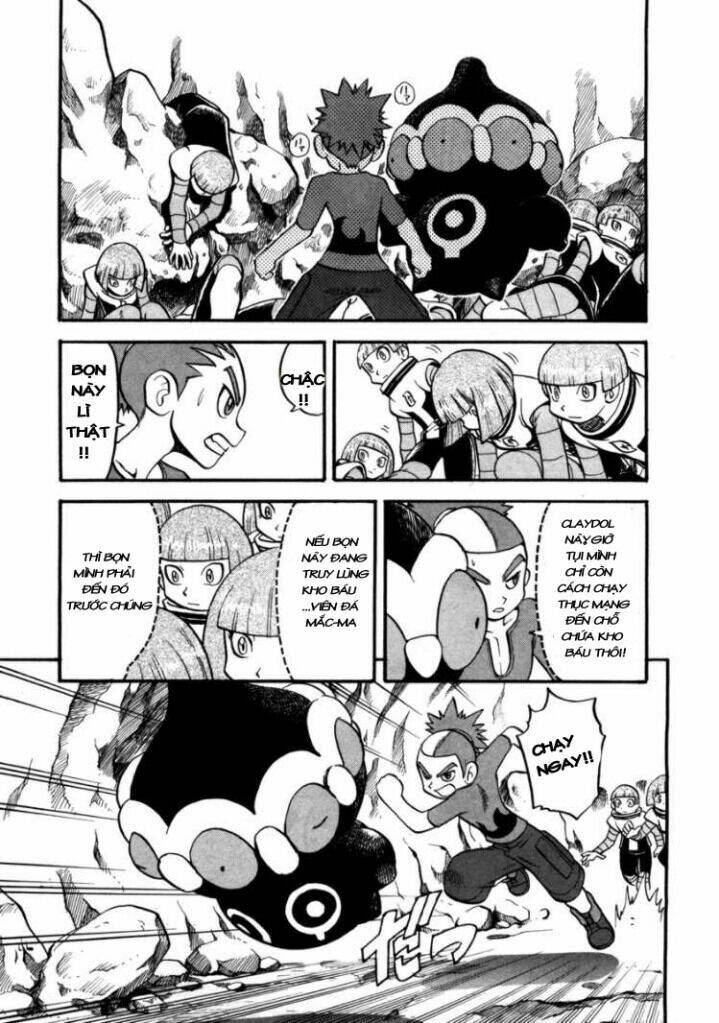 CHẬC
!!
BỌN
NÀY
LÌ
THẬT
!!
CLAYDOL
NÀY GIỜ
TỤI MÌNH
CHỈ CÒN
CÁCH CHẠY
THỤC MẠNG
ĐẾN CHỖ
CHỨA KHO
BÁU THÔI!
NẾU BỌN
NÀY ĐANG
TRUY LÙNG
KHO BÁU
...VIÊN ĐÁ
MẮC-MA
THÌ BỌN
MÌNH PHẢI
ĐẾN ĐÓ
TRƯỚC CHÚNG
CHẠY
NGAY!!
だっ